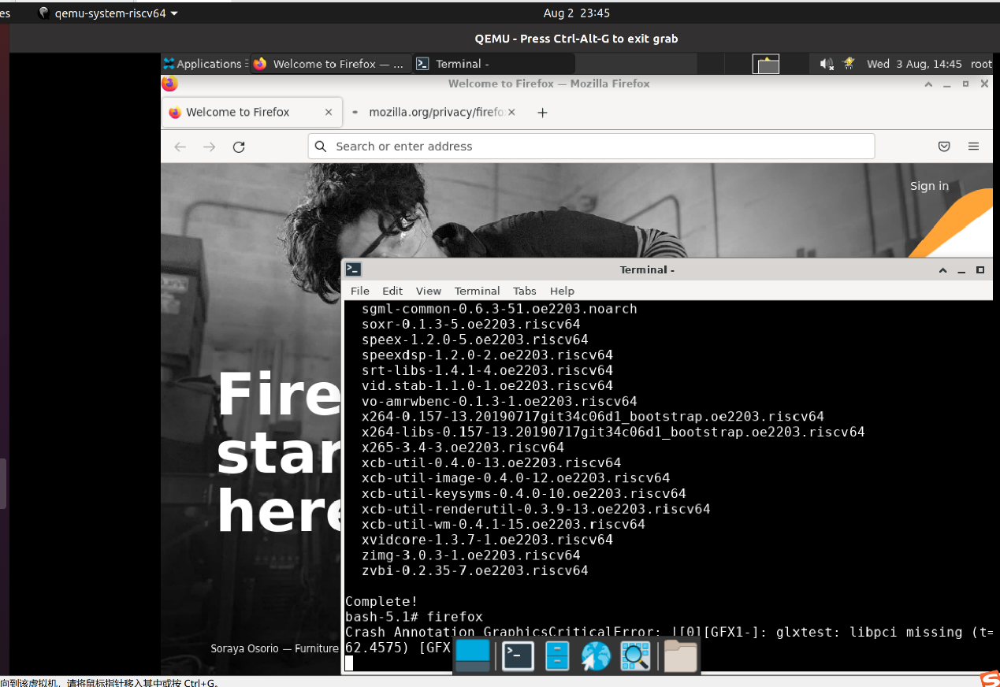 es qemu-system-riscv64 Aug 2 23:45
QEMU - Press Ctrl-Alt-G to exit grab
Applications Welcome to Firefox — ... Terminal - Wed 3 Aug, 14:45 root
Welcome to Firefox — Mozilla Firefox
Welcome to Firefox mozilla.org/privacy/firefo
Search or enter address
Sign in
Fire
star
here
Soraya Osorio — Furniture
Terminal -
File Edit View Terminal Tabs Help
sgml-common-0.6.3-51.oe2203.noarch
soxr-0.1.3-5.oe2203.riscv64
speex-1.2.0-5.oe2203.riscv64
speexdsp-1.2.0-2.oe2203.riscv64
srt-libs-1.4.1-4.oe2203.riscv64
vid.stab-1.1.0-1.oe2203.riscv64
vo-amrwbenc-0.1.3-1.oe2203.riscv64
x264-0.157-13.20190717git34c06d1_bootstrap.oe2203.riscv64
x264-libs-0.157-13.20190717git34c06d1_bootstrap.oe2203.riscv64
x265-3.4-3.oe2203.riscv64
xcb-util-0.4.0-13.oe2203.riscv64
xcb-util-image-0.4.0-12.oe2203.riscv64
xcb-util-keysyms-0.4.0-10.oe2203.riscv64
xcb-util-renderutil-0.3.9-13.oe2203.riscv64
xcb-util-wm-0.4.1-15.oe2203.riscv64
xvidcore-1.3.7-1.oe2203.riscv64
zimg-3.0.3-1.oe2203.riscv64
zvbi-0.2.35-7.oe2203.riscv64
Complete!
bash-5.1# firefox
Crash Annotation GraphicsCriticalError: |[0][GFX1-]: glxtest: libpci missing (t=
62.4575) [GFX
向到该虚拟机，请将鼠标指针移入其中或按 Ctrl+G。